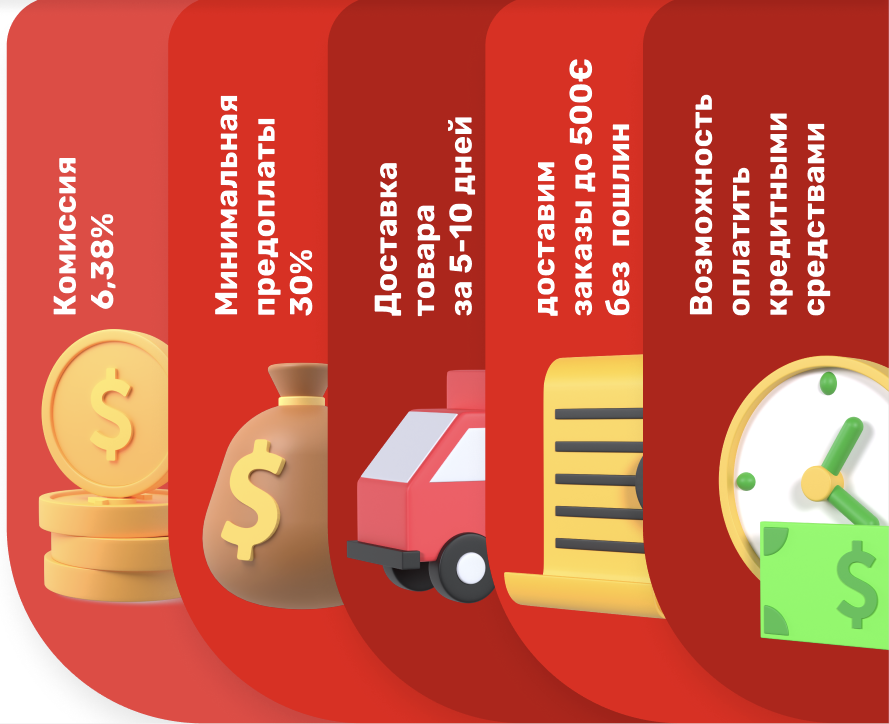 Комиссия
6,38%
Минимальная
предоплаты
30%
Доставка
товара
за 5-10 дней
доставим
заказы до 500€
без пошлин
Возможность
оплатить
кредитными
средствами